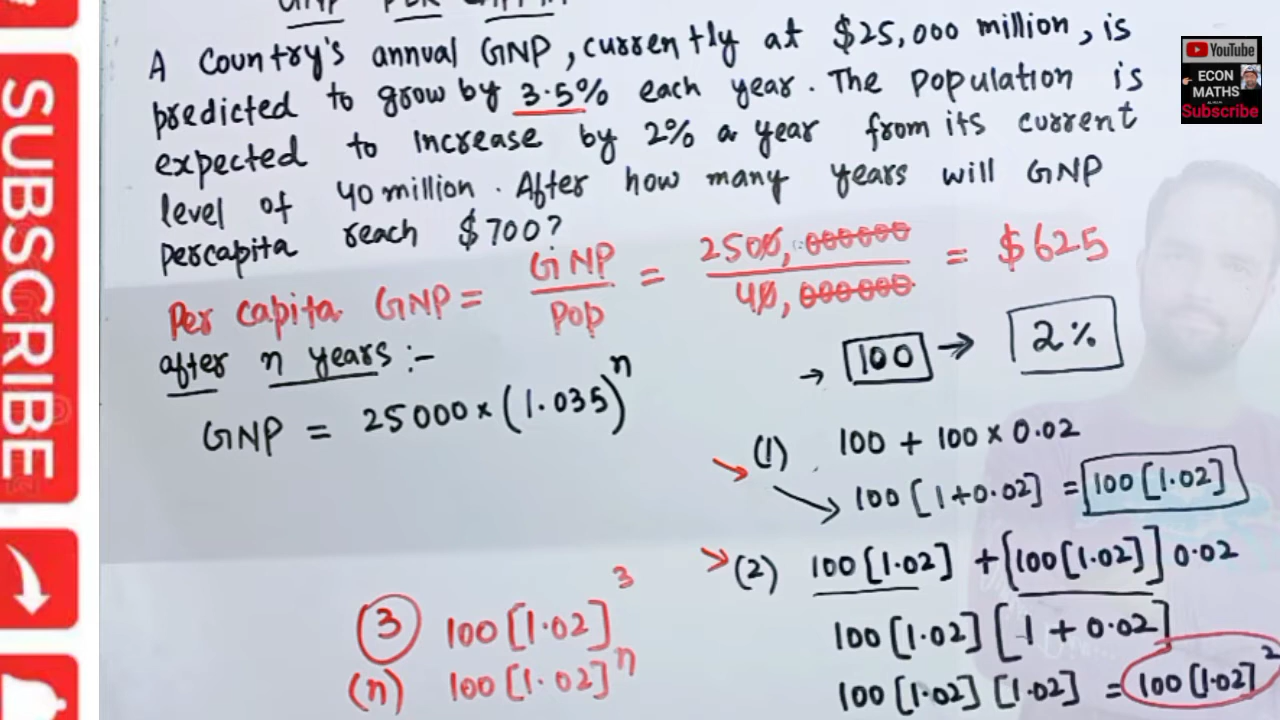 A Country's annual GNP, currently at $25,000 million, is
predicted to grow by 3.5% each year. The Population is
expected to Increase by 2% a year from its current
level of 40 million. After how many years will GNP
Percapita reach $700?
Per capita GNP = GNP / Pop = 2500, 000000 / 40, 000000 = $625
after n years :-
GNP = 25000 × (1.035)^n
→ 100 → 2%
(1) 100 + 100 × 0.02
100 [1+0.02] = 100 [1.02]
(2) 100 [1.02] + [100 [1.02]] 0.02
100 [1.02] [1 + 0.02]
100 [1.02] [1.02] = 100 [1.02]^2
(3) 100 [1.02]^3
(n) 100 [1.02]^n
SUBSCRIBE
YouTube
ECON
MATHS
Subscribe